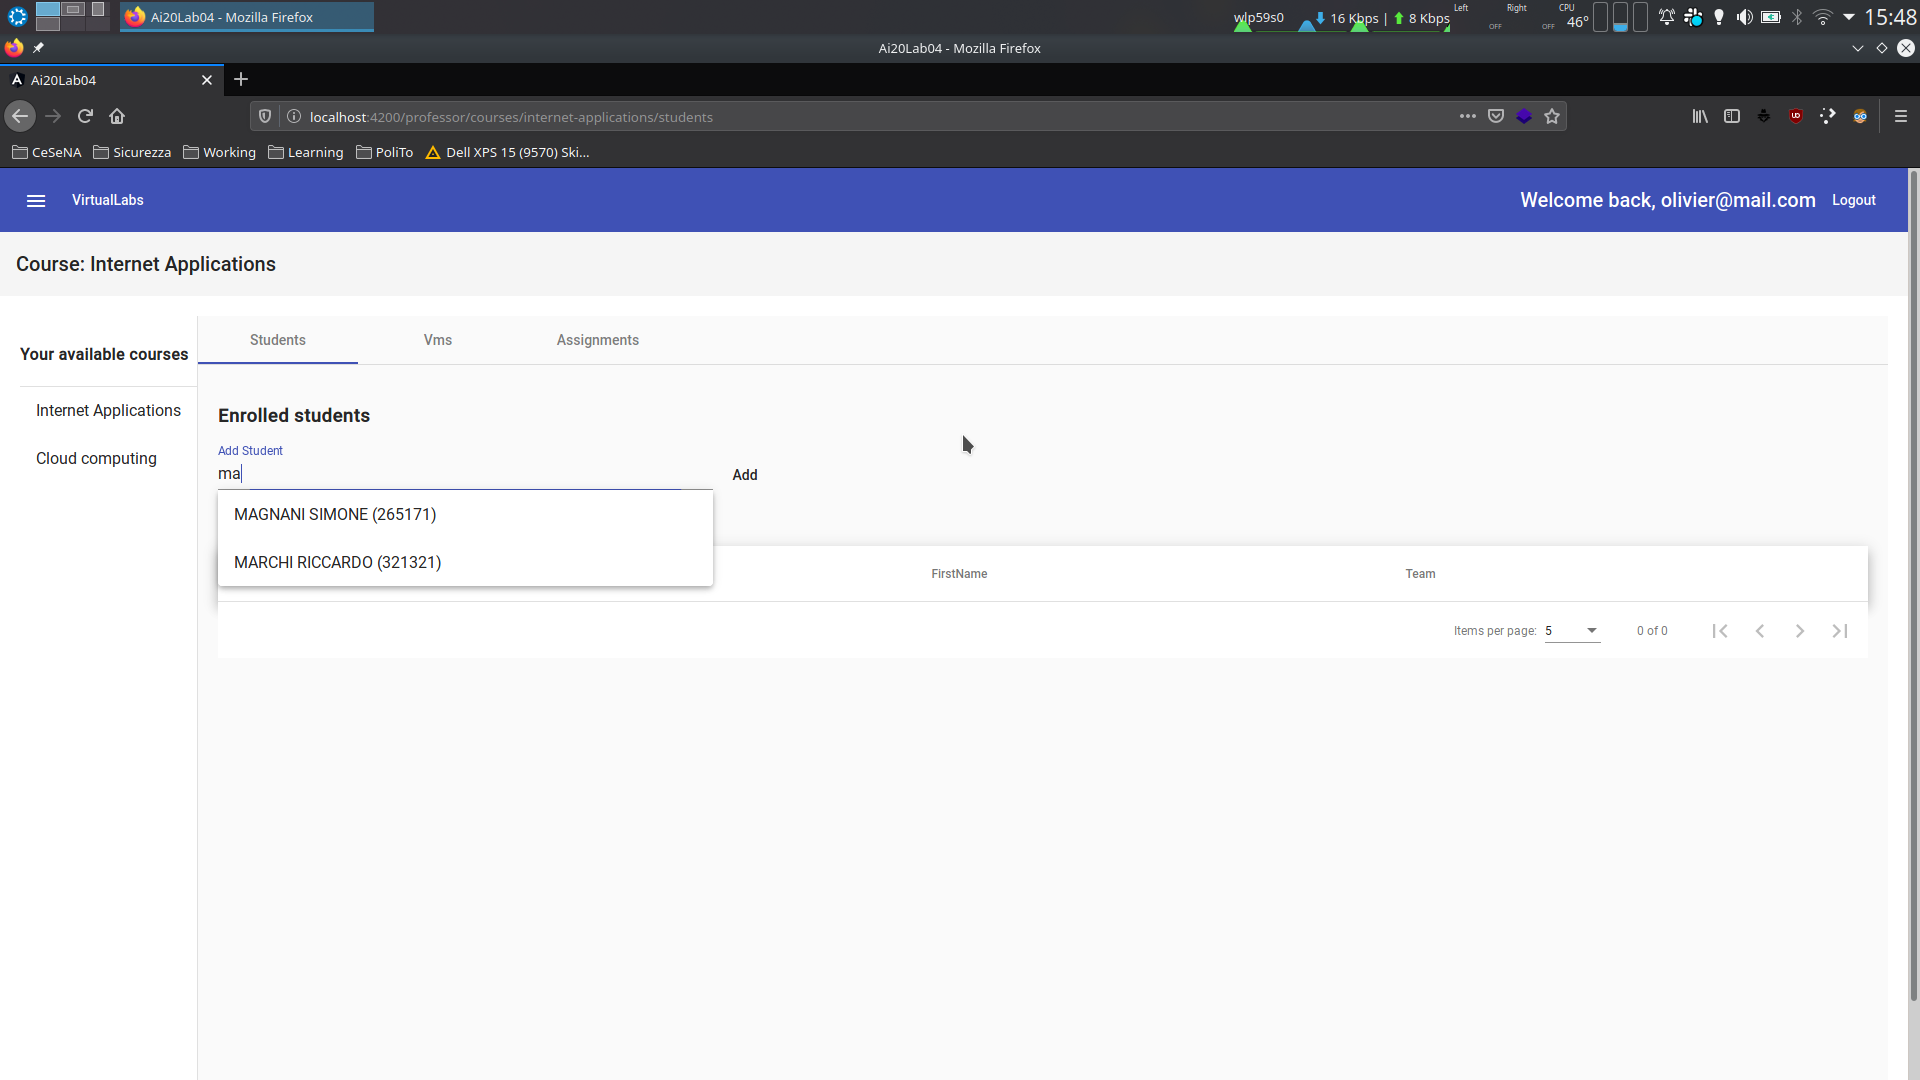 Ai20Lab04 - Mozilla Firefox
wlp59s0 16 Kbps | 8 Kbps Left OFF Right OFF CPU 46° 15:48
Ai20Lab04 - Mozilla Firefox
Ai20Lab04
localhost:4200/professor/courses/internet-applications/students
CeSeNA Sicurezza Working Learning PoliTo Dell XPS 15 (9570) Ski...
VirtualLabs Welcome back, olivier@mail.com Logout
Course: Internet Applications
Students Vms Assignments
Your available courses
Internet Applications
Cloud computing
Enrolled students
Add Student
ma Add
MAGNANI SIMONE (265171)
MARCHI RICCARDO (321321)
FirstName Team
Items per page: 5 0 of 0